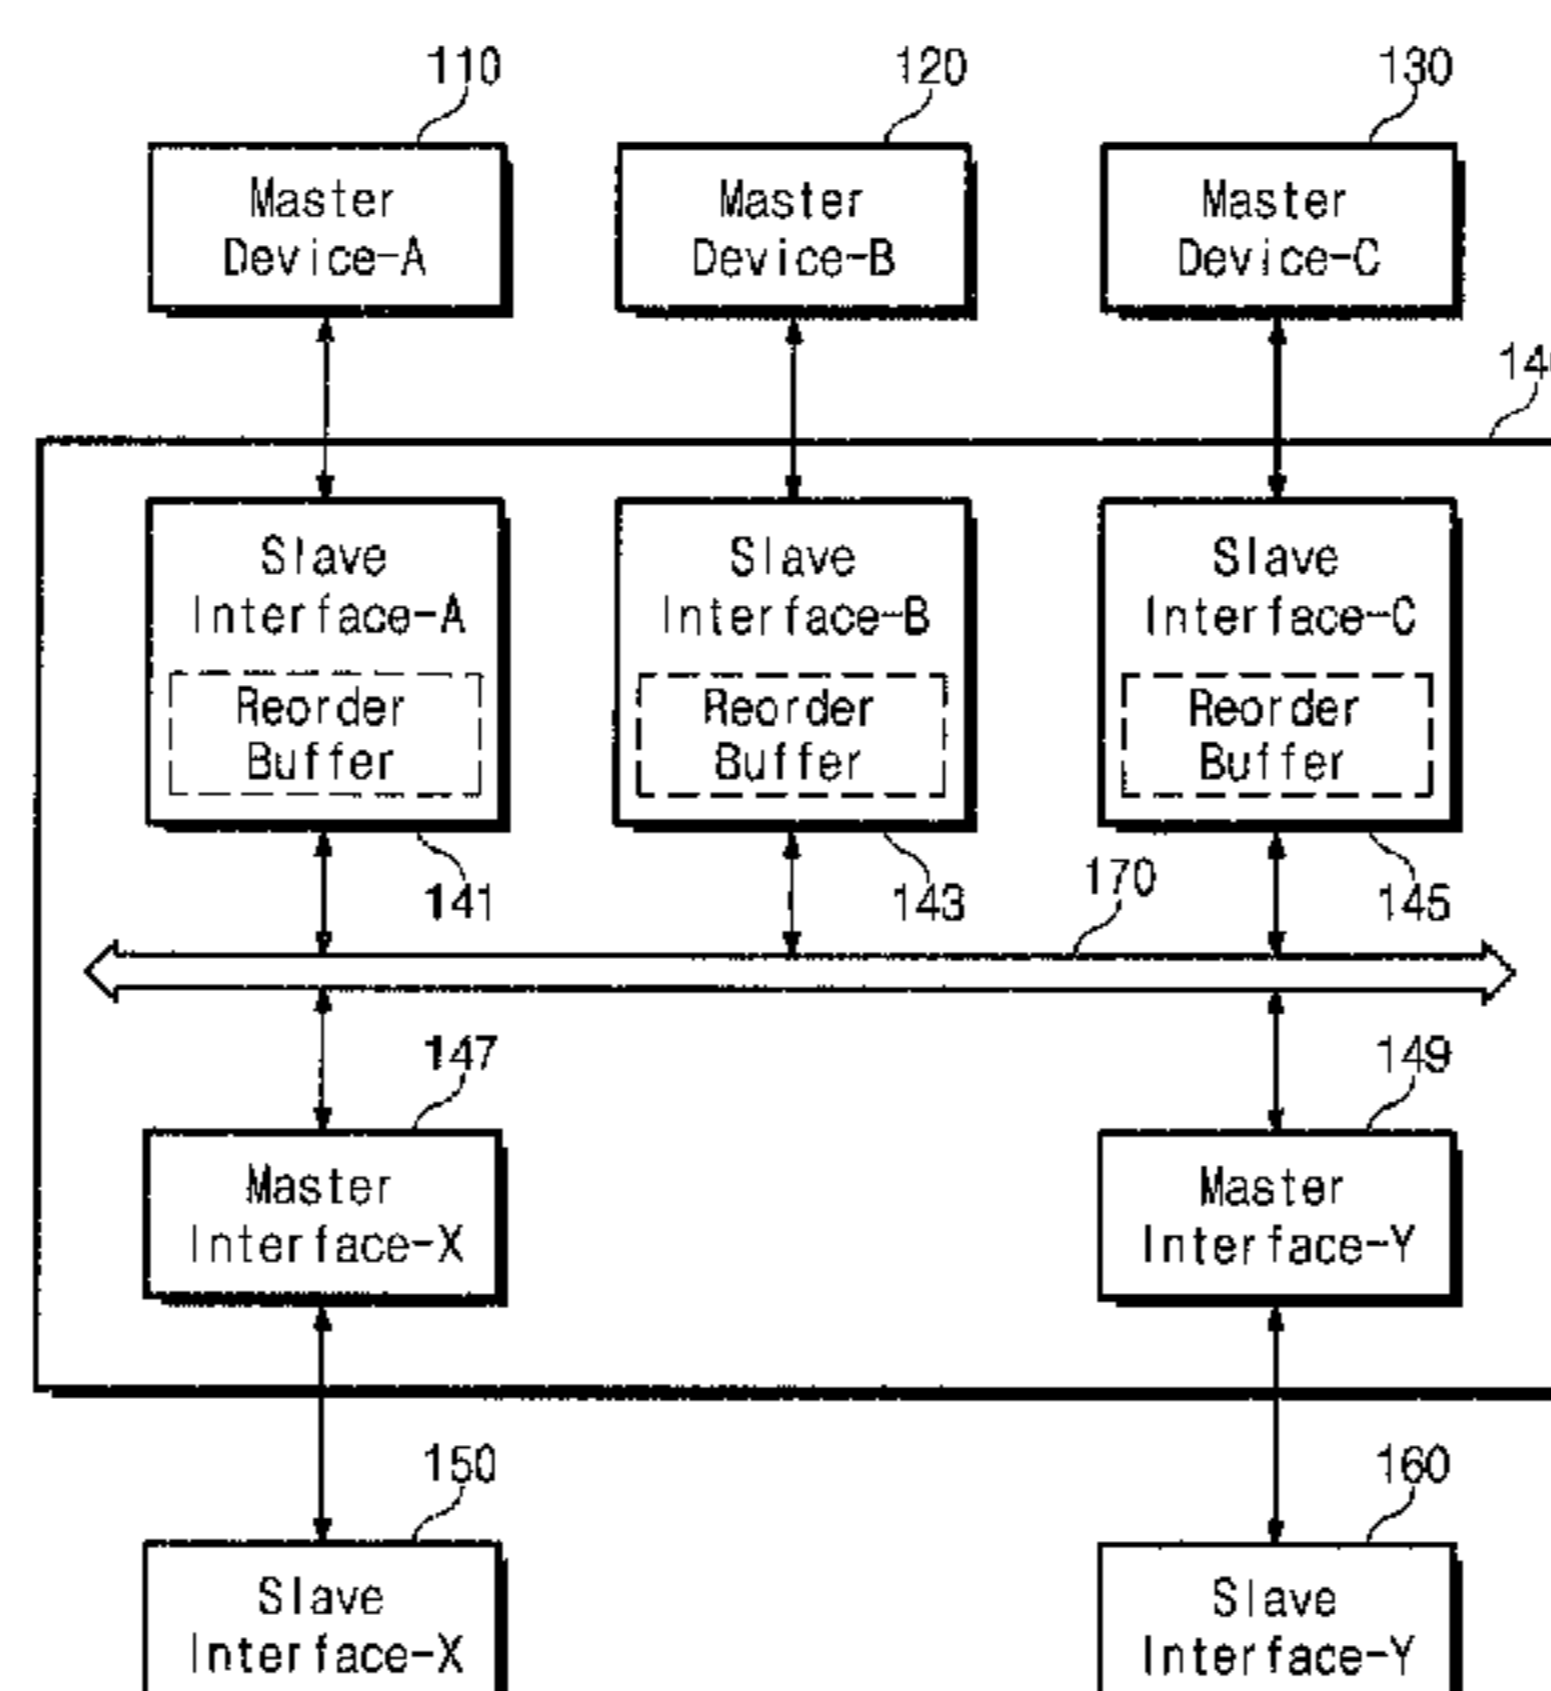 110
120
130
Master
Device-A
Master
Device-B
Master
Device-C
Slave
Interface-A
Reorder
Buffer
Slave
Interface-B
Reorder
Buffer
Slave
Interface-C
Reorder
Buffer
141
143
170
145
147
149
Master
Interface-X
Master
Interface-Y
150
160
Slave
Interface-X
Slave
Interface-Y